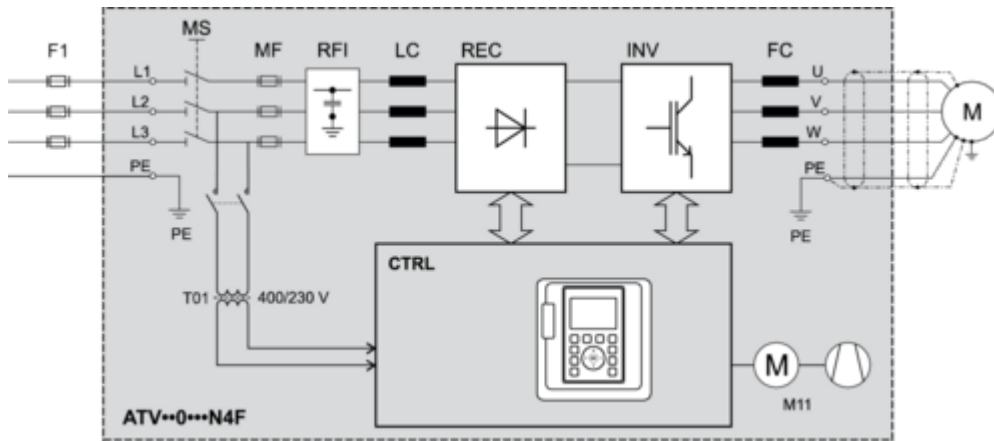 MS
F1
MF
RFI
LC
REC
INV
FC
L1
L2
L3
PE
PE
U
V
W
PE
PE
M
CTRL
T01
400/230 V
M
M11
ATV••0•••N4F